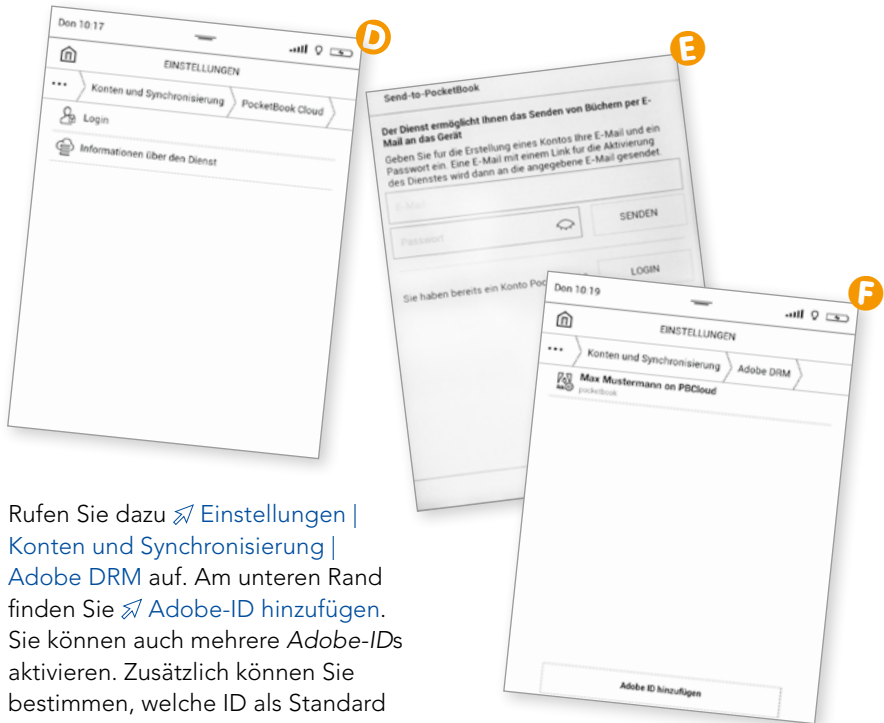 D
Don 10:17
EINSTELLUNGEN
... Konten und Synchronisierung PocketBook Cloud
Login
Informationen über den Dienst
E
Send-to-PocketBook
Der Dienst ermöglicht Ihnen das Senden von Büchern per E-
Mail an das Gerät
Geben Sie fur die Erstellung eines Kontos Ihre E-Mail und ein
Passwort ein. Eine E-Mail mit einem Link fur die Aktivierung
des Dienstes wird dann an die angegebene E-Mail gesendet.
E-Mail
Passwort
SENDEN
Sie haben bereits ein Konto Poc
LOGIN
F
Don 10:19
EINSTELLUNGEN
... Konten und Synchronisierung Adobe DRM
Max Mustermann on PBCloud
pocketbook
Adobe ID hinzufügen
Rufen Sie dazu Einstellungen |
Konten und Synchronisierung |
Adobe DRM auf. Am unteren Rand
finden Sie Adobe-ID hinzufügen.
Sie können auch mehrere Adobe-IDs
aktivieren. Zusätzlich können Sie
bestimmen, welche ID als Standard